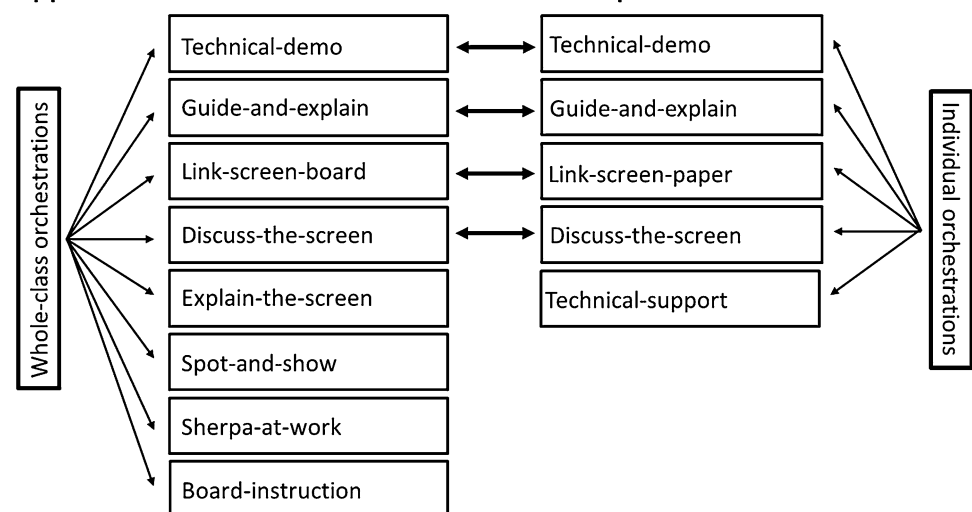 Whole-class orchestrations
Technical-demo
Guide-and-explain
Link-screen-board
Discuss-the-screen
Explain-the-screen
Spot-and-show
Sherpa-at-work
Board-instruction
Technical-demo
Guide-and-explain
Link-screen-paper
Discuss-the-screen
Technical-support
Individual orchestrations